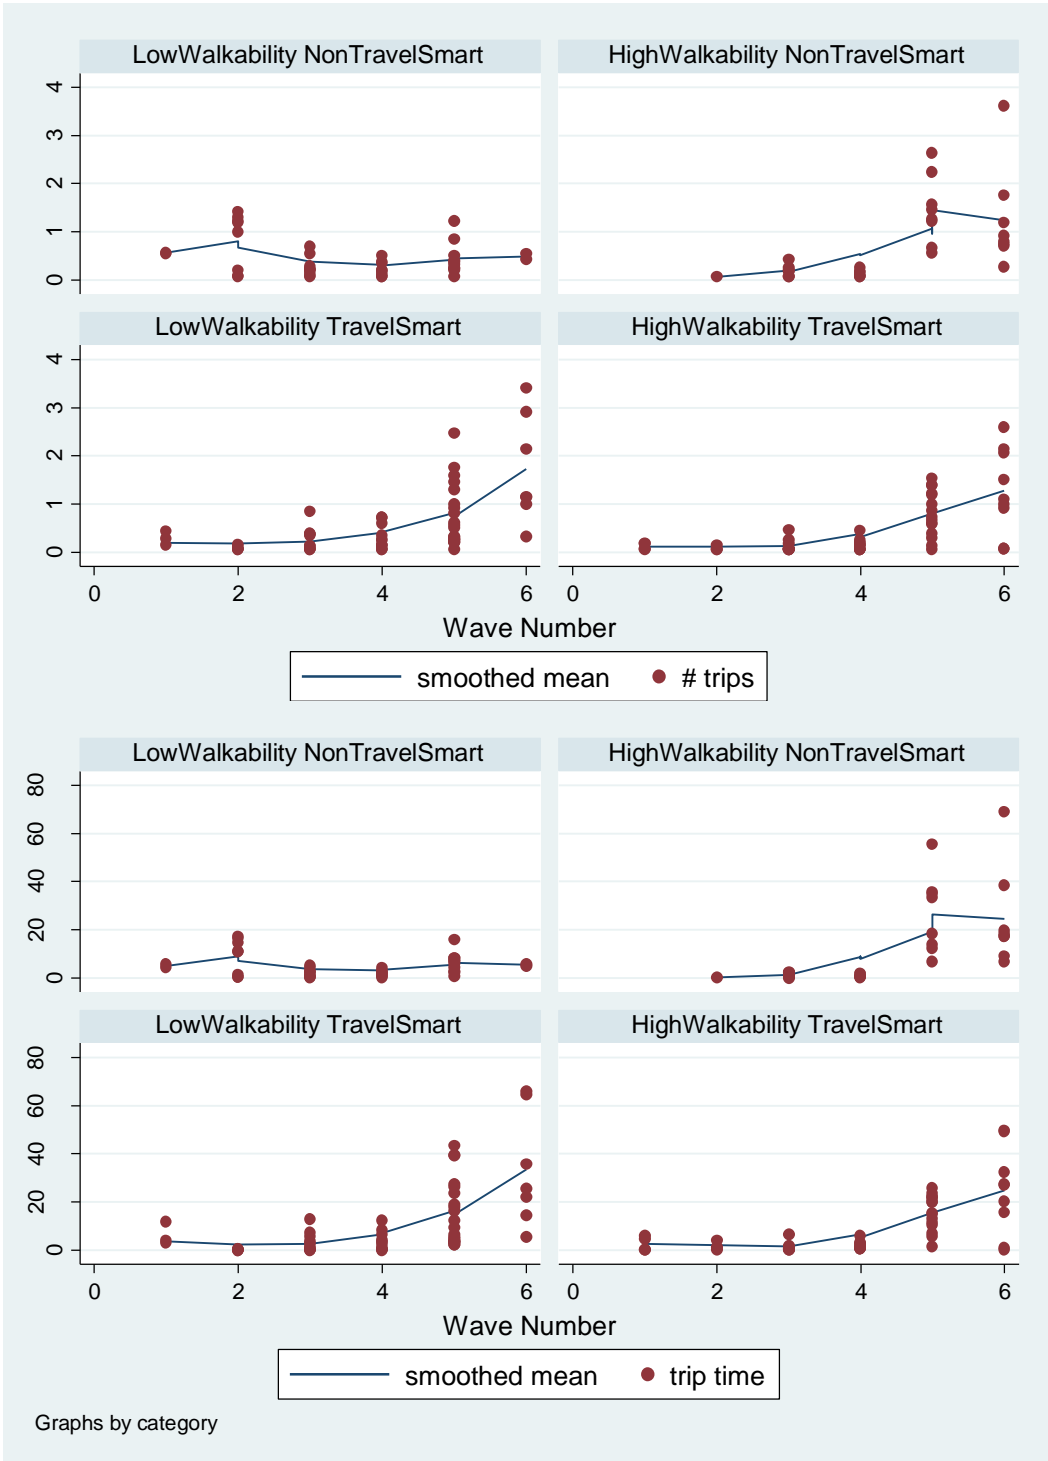 LowWalkability NonTravelSmart HighWalkability NonTravelSmart
4
3
2
1
0
LowWalkability TravelSmart HighWalkability TravelSmart
4
3
2
1
0
0 2 4 6 0 2 4 6
Wave Number
smoothed mean # trips
LowWalkability NonTravelSmart HighWalkability NonTravelSmart
80
60
40
20
0
LowWalkability TravelSmart HighWalkability TravelSmart
80
60
40
20
0
0 2 4 6 0 2 4 6
Wave Number
smoothed mean trip time
Graphs by category